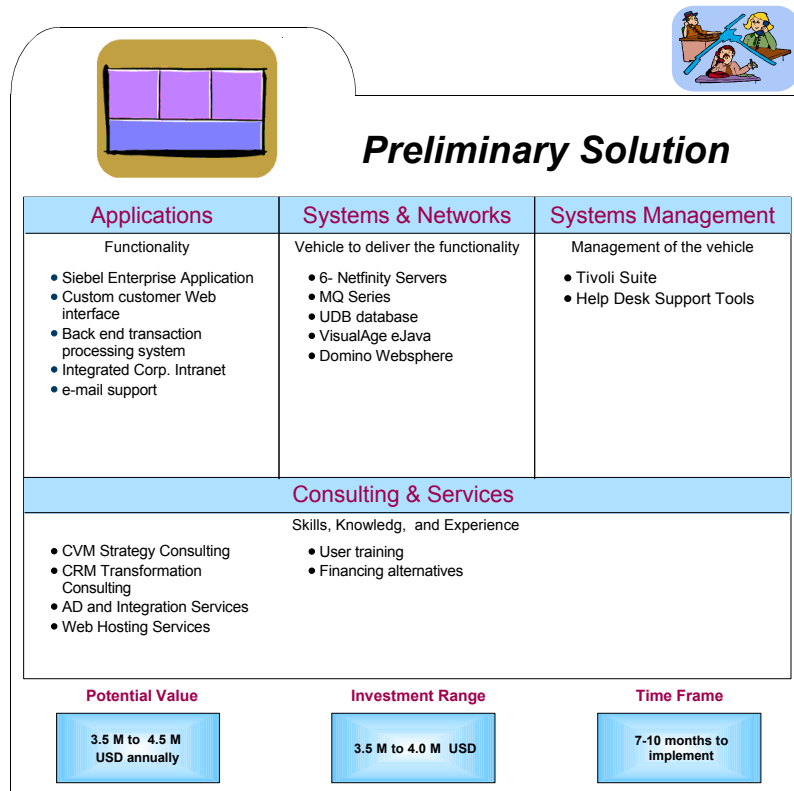 Preliminary Solution
Applications
Functionality
• Siebel Enterprise Application
• Custom customer Web
interface
• Back end transaction
processing system
• Integrated Corp. Intranet
• e-mail support
Systems & Networks
Vehicle to deliver the functionality
• 6- Netfinity Servers
• MQ Series
• UDB database
• VisualAge eJava
• Domino Websphere
Systems Management
Management of the vehicle
• Tivoli Suite
• Help Desk Support Tools
Consulting & Services
Skills, Knowledg, and Experience
• CVM Strategy Consulting
• CRM Transformation
Consulting
• AD and Integration Services
• Web Hosting Services
• User training
• Financing alternatives
Potential Value
3.5 M to 4.5 M
USD annually
Investment Range
3.5 M to 4.0 M USD
Time Frame
7-10 months to
implement